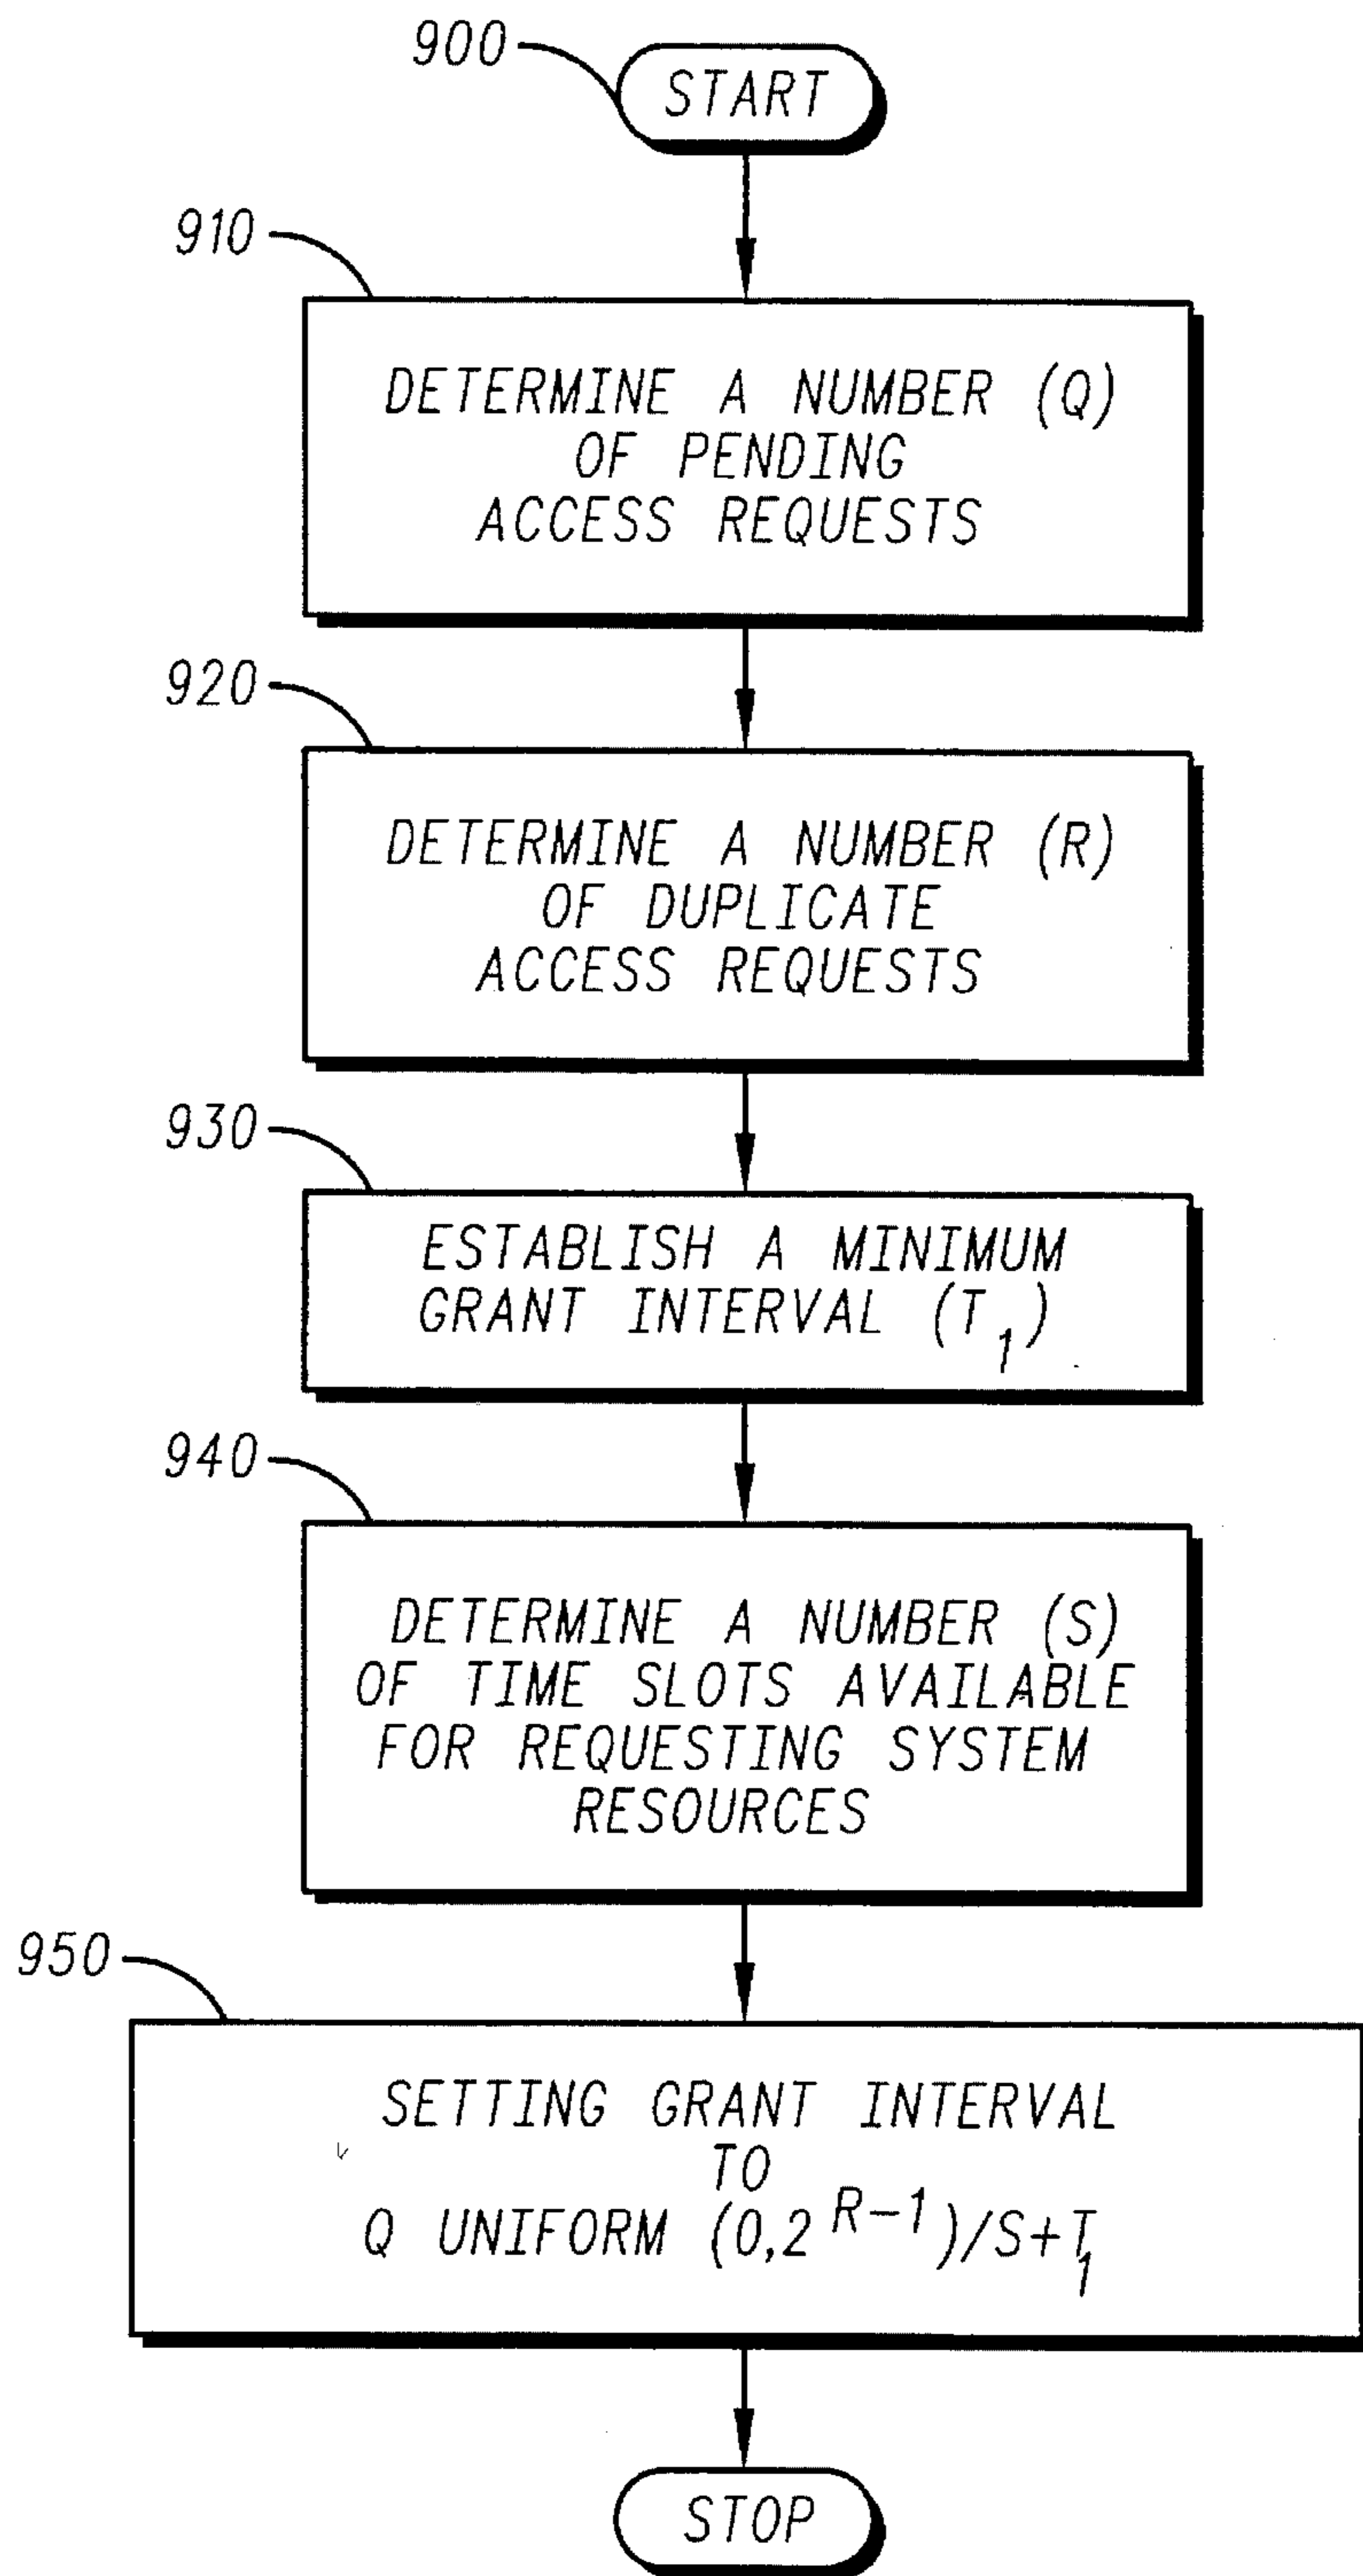 900
START
910
DETERMINE A NUMBER (Q)
OF PENDING
ACCESS REQUESTS
920
DETERMINE A NUMBER (R)
OF DUPLICATE
ACCESS REQUESTS
930
ESTABLISH A MINIMUM
GRANT INTERVAL (T₁)
940
DETERMINE A NUMBER (S)
OF TIME SLOTS AVAILABLE
FOR REQUESTING SYSTEM
RESOURCES
950
SETTING GRANT INTERVAL
TO
Q UNIFORM (0,2^R-1)/S+T₁
STOP